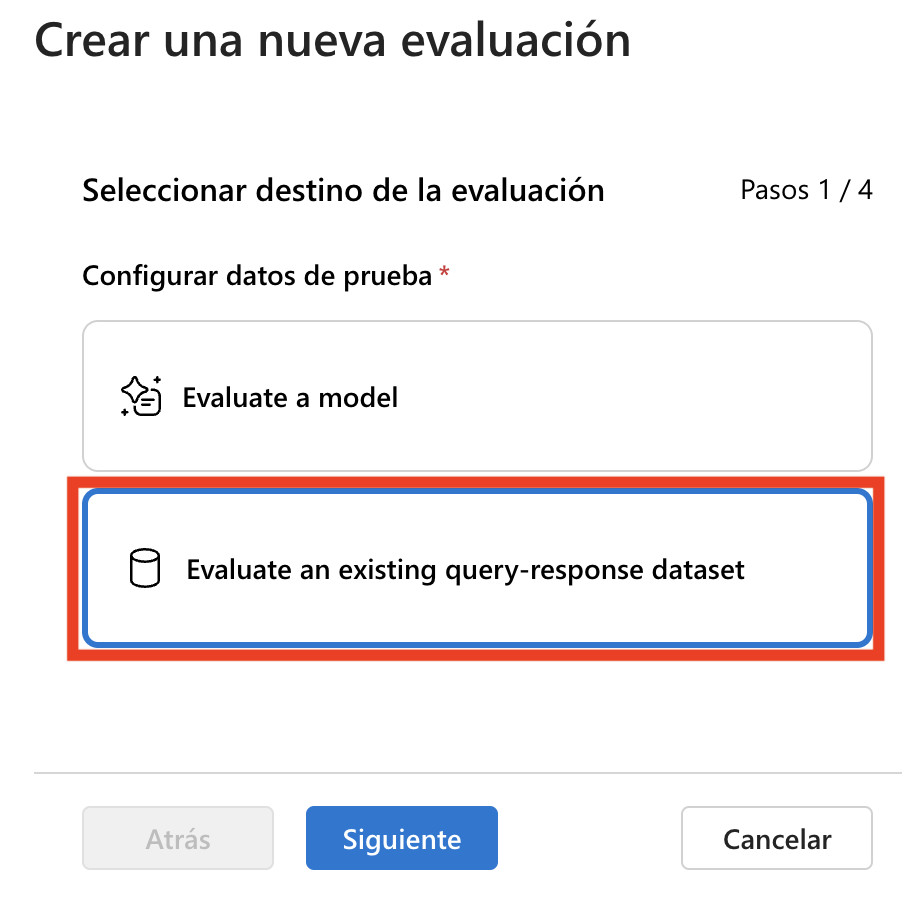 Crear una nueva evaluación
Seleccionar destino de la evaluación
Pasos 1 / 4
Configurar datos de prueba *
Evaluate a model
Evaluate an existing query-response dataset
Atrás
Siguiente
Cancelar